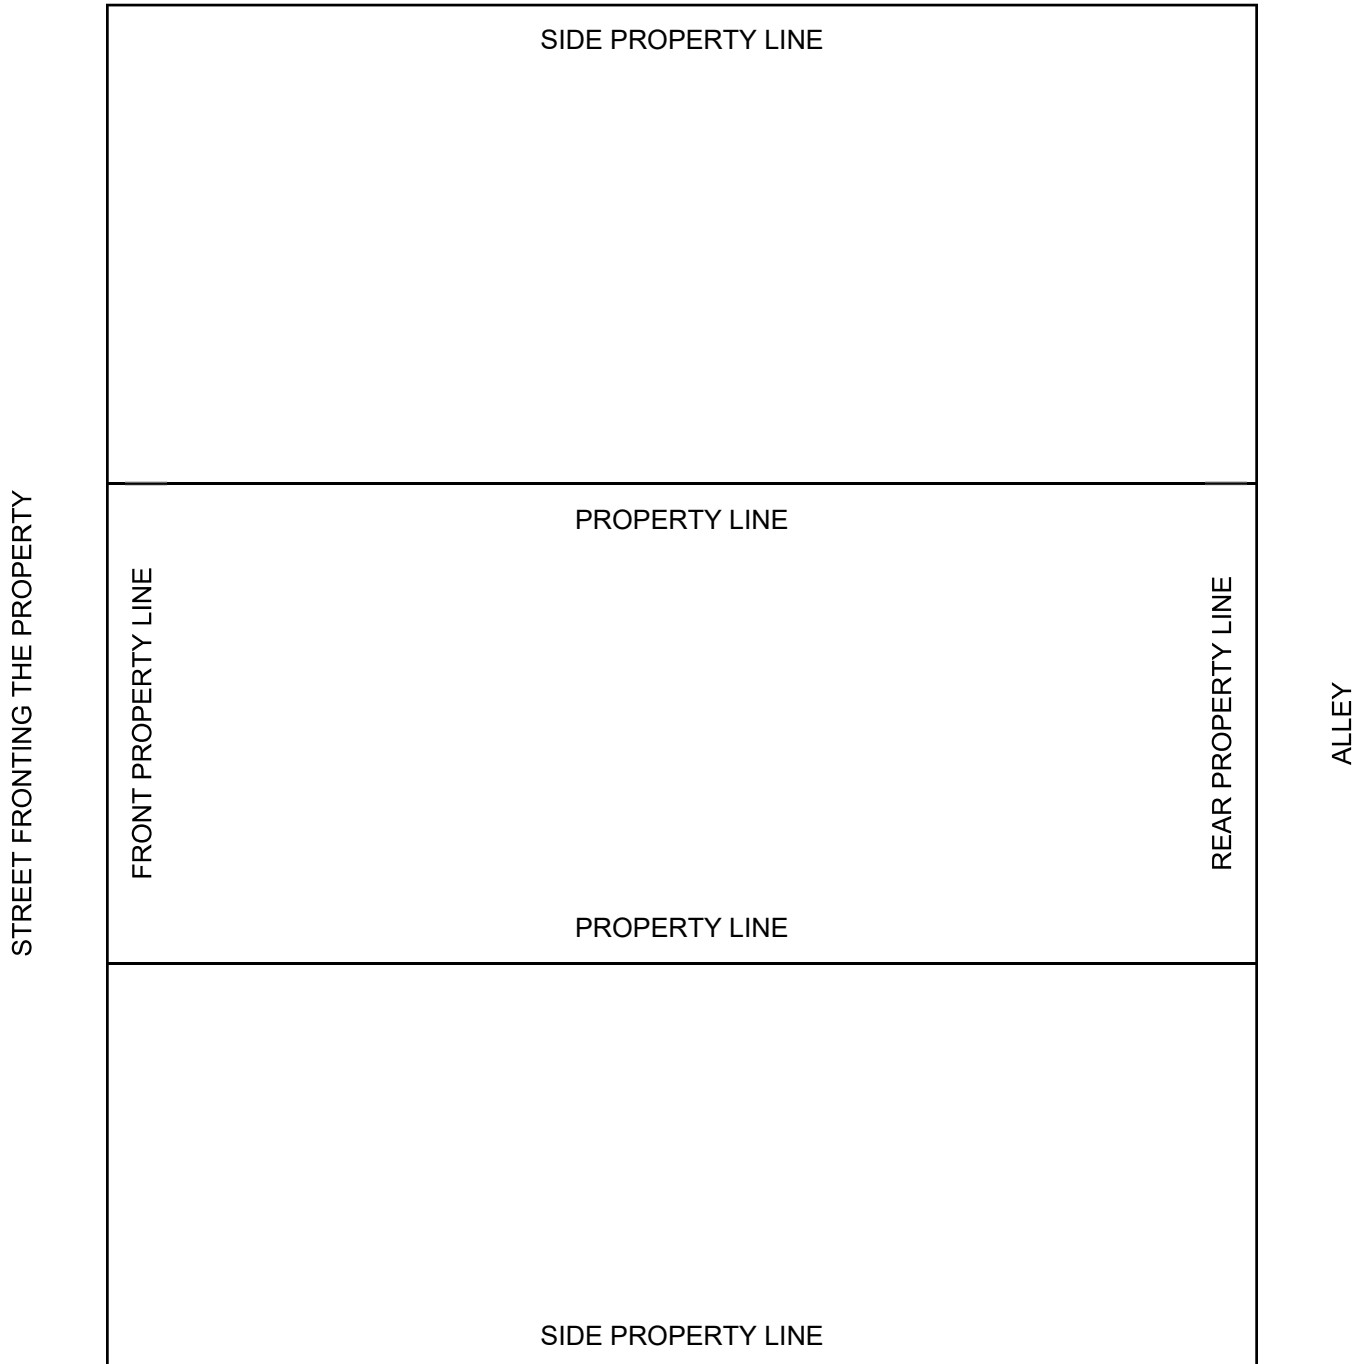 SIDE PROPERTY LINE
PROPERTY LINE
STREET FRONTING THE PROPERTY
FRONT PROPERTY LINE
REAR PROPERTY LINE
ALLEY
PROPERTY LINE
SIDE PROPERTY LINE